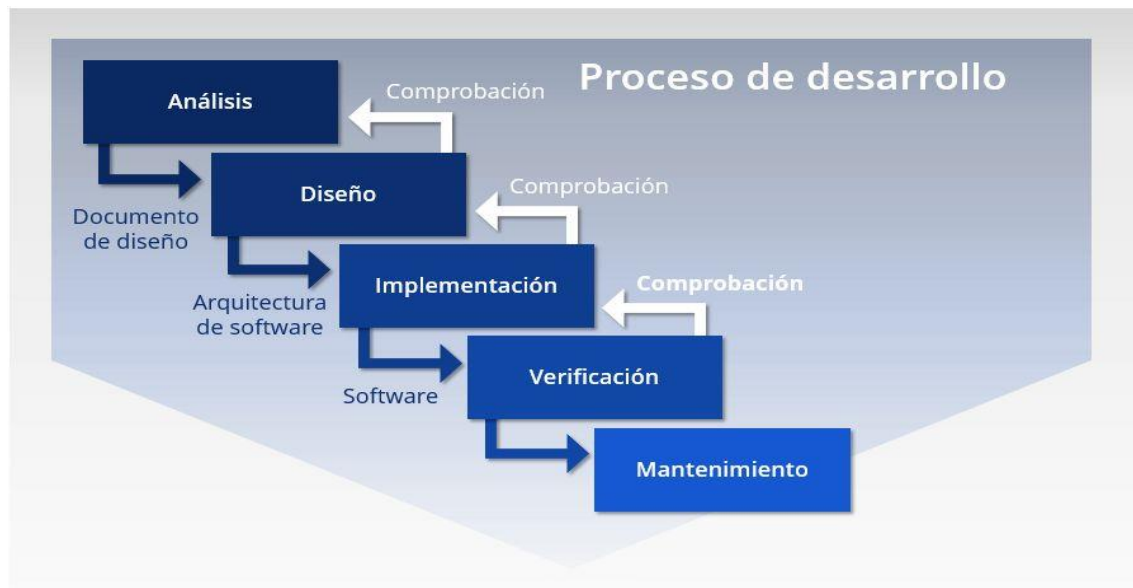 Proceso de desarrollo
Análisis
Comprobación
Documento
de diseño
Diseño
Comprobación
Arquitectura
de software
Implementación
Comprobación
Software
Verificación
Mantenimiento